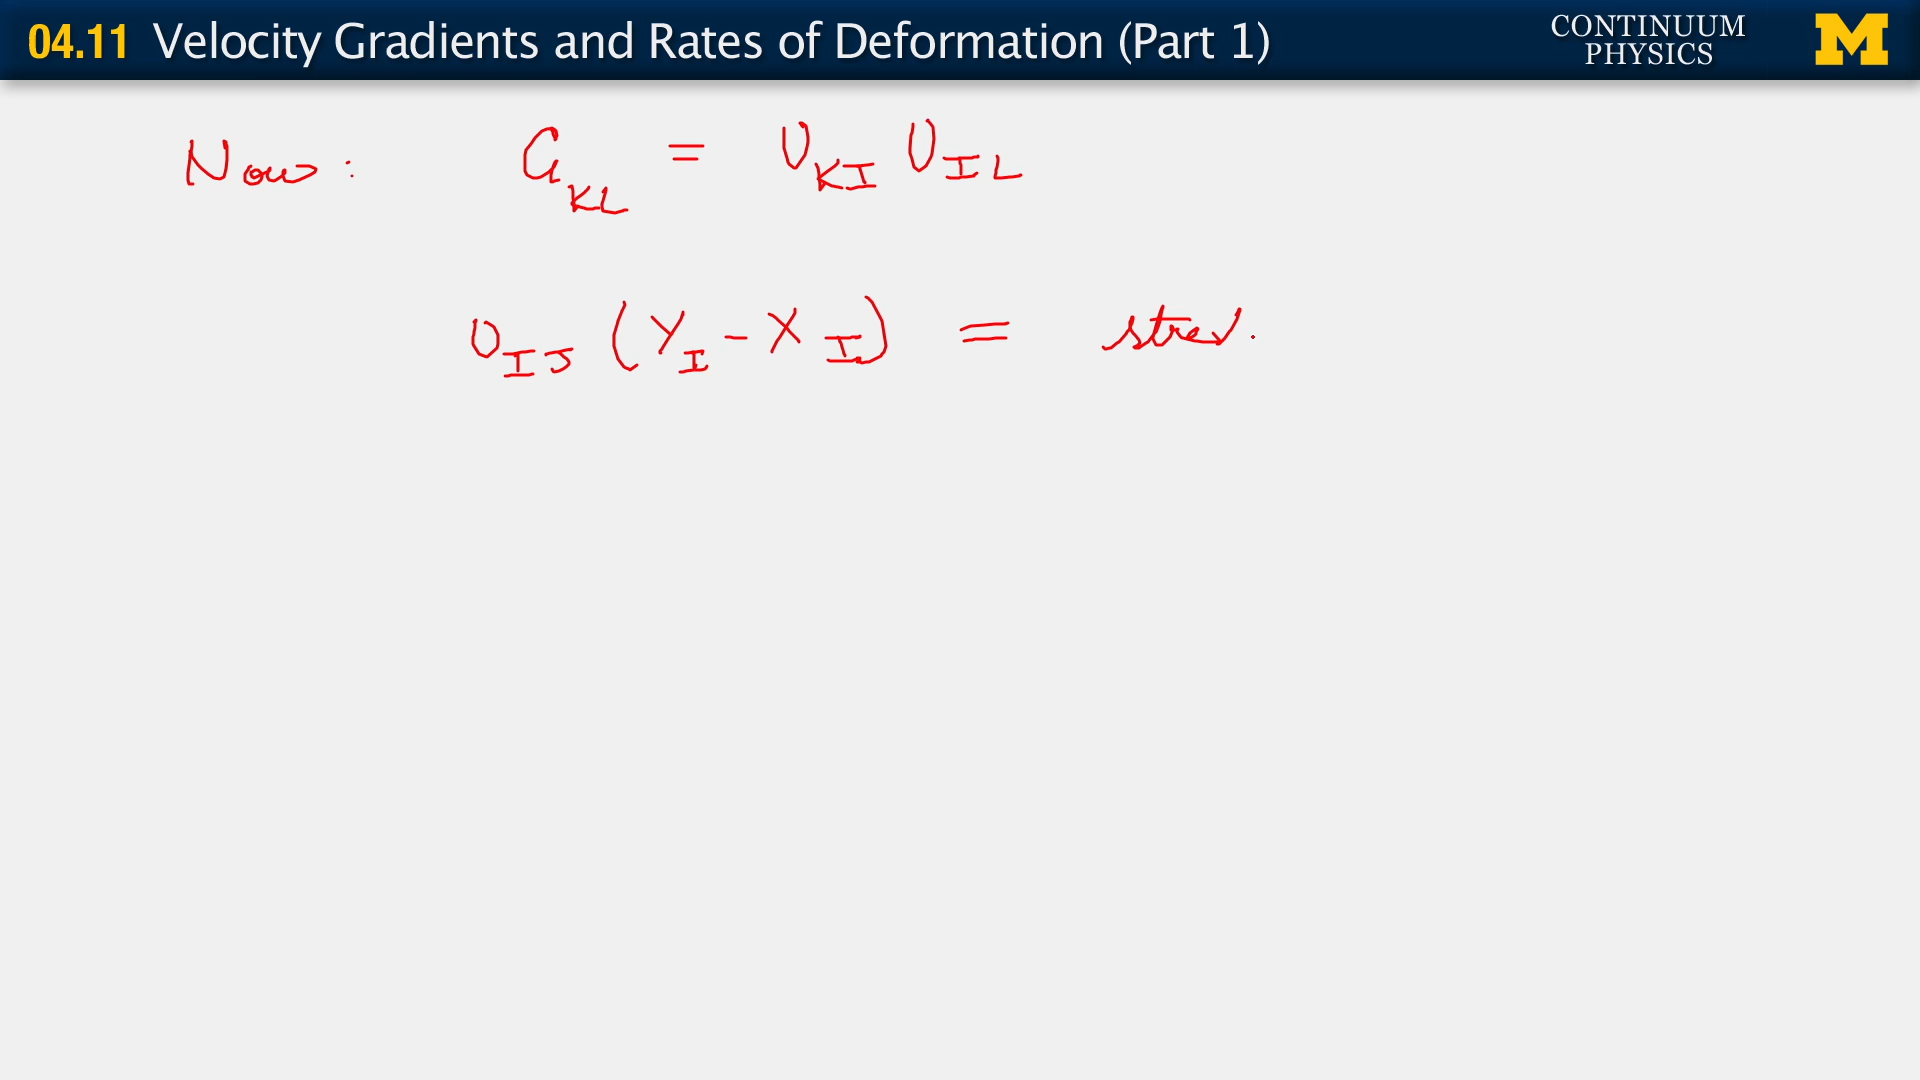 04.11 Velocity Gradients and Rates of Deformation (Part 1)
CONTINUUM
PHYSICS
M
Now: C_KL = U_KI U_IL
U_IJ (Y_I - X_I) =